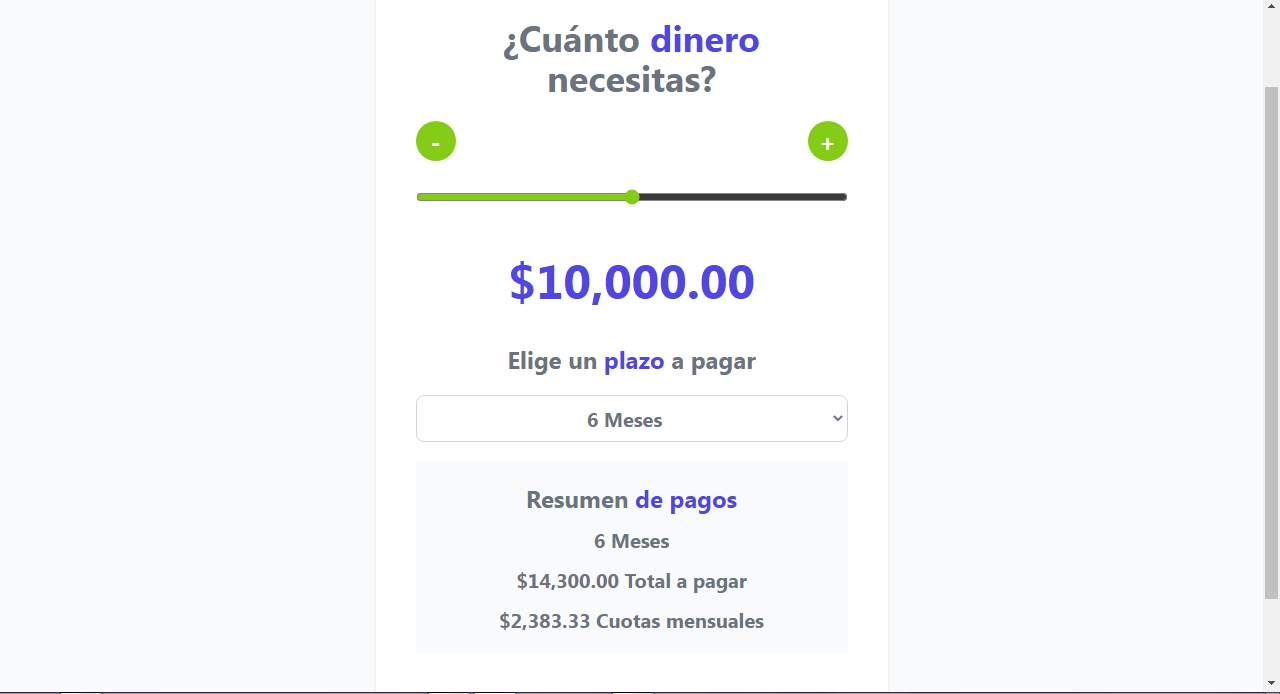 ¿Cuánto dinero
necesitas?
-
+
$10,000.00
Elige un plazo a pagar
6 Meses
Resumen de pagos
6 Meses
$14,300.00 Total a pagar
$2,383.33 Cuotas mensuales